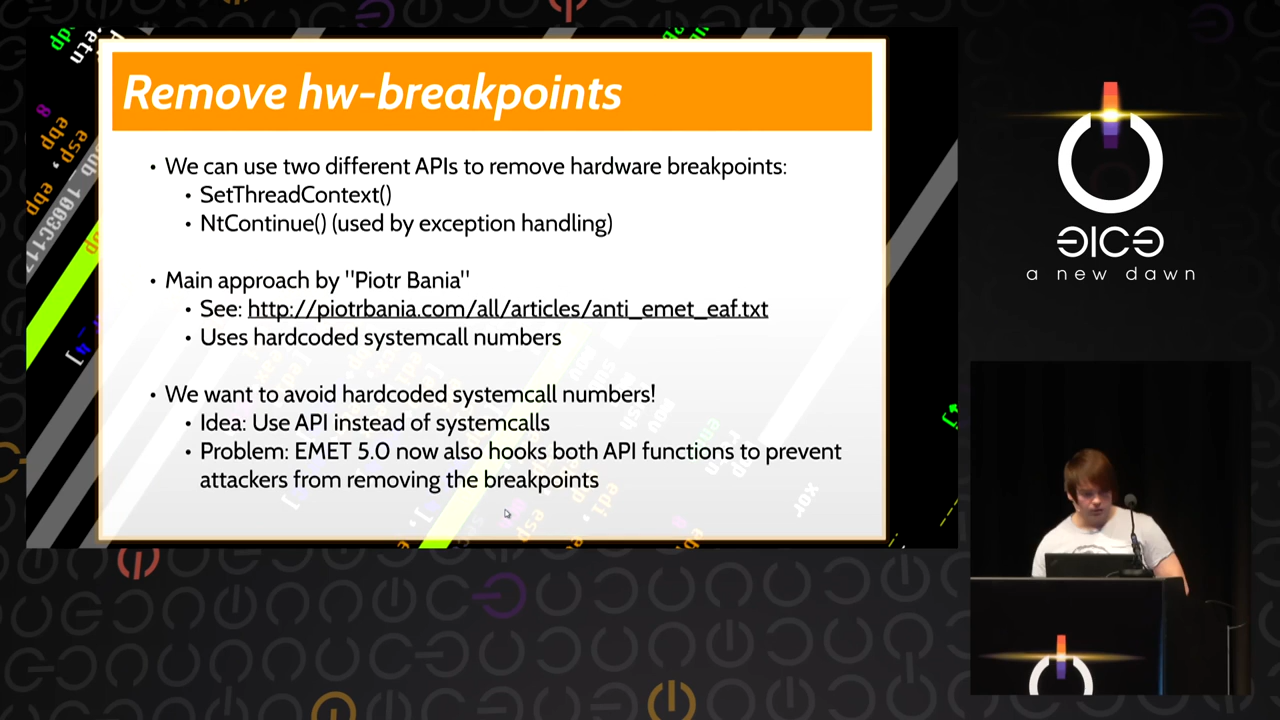 Remove hw-breakpoints
• We can use two different APIs to remove hardware breakpoints:
• SetThreadContext()
• NtContinue() (used by exception handling)
• Main approach by "Piotr Bania"
• See: http://piotrbania.com/all/articles/anti_emet_eaf.txt
• Uses hardcoded systemcall numbers
• We want to avoid hardcoded systemcall numbers!
• Idea: Use API instead of systemcalls
• Problem: EMET 5.0 now also hooks both API functions to prevent
attackers from removing the breakpoints
a new dawn